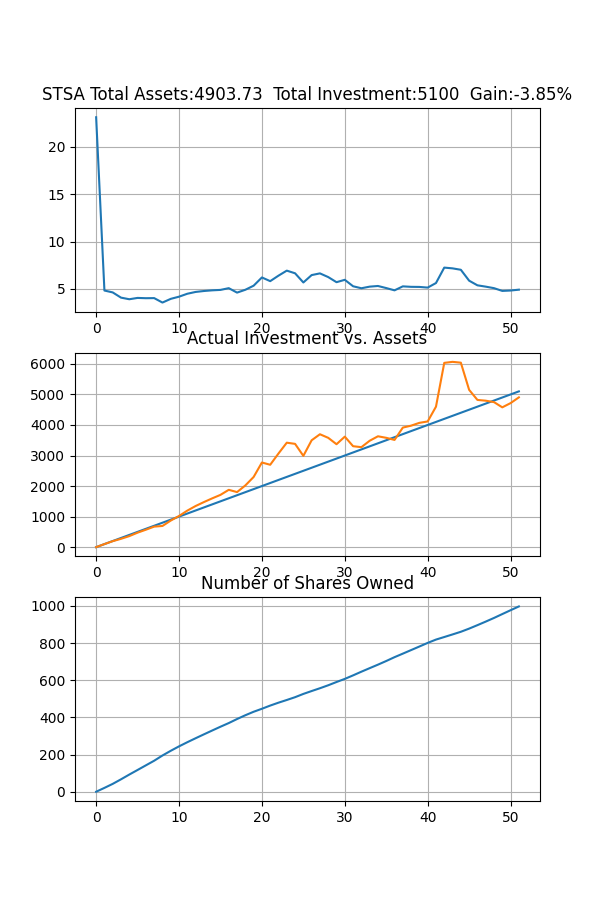 STSA Total Assets:4903.73  Total Investment:5100  Gain:-3.85%
20
15
10
5
0 10 20 30 40 50
Actual Investment vs. Assets
6000
5000
4000
3000
2000
1000
0
0 10 20 30 40 50
Number of Shares Owned
1000
800
600
400
200
0
0 10 20 30 40 50